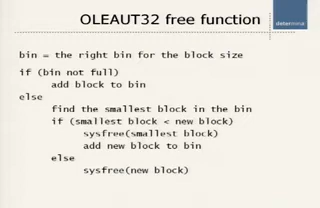 OLEAUT32 free function
determina
bin = the right bin for the block size
if (bin not full)
add block to bin
else
find the smallest block in the bin
if (smallest block < new block)
sysfree(smallest block)
add new block to bin
else
sysfree(new block)